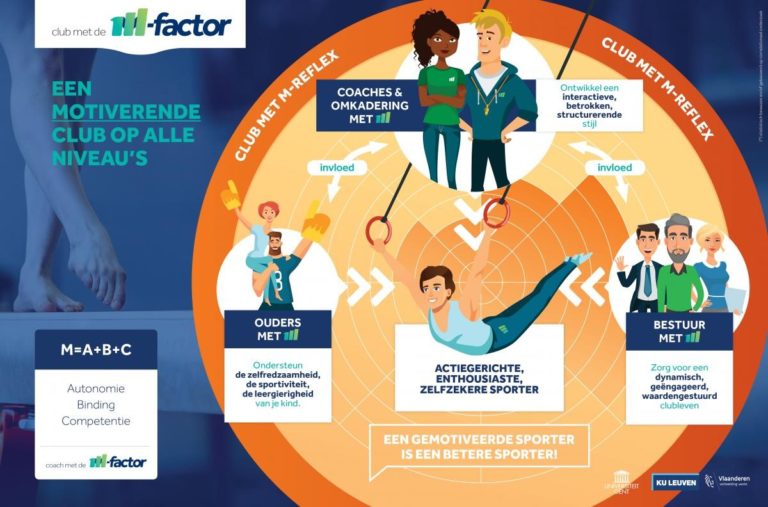 club met de M-factor
EEN
MOTIVERENDE
CLUB OP ALLE
NIVEAU'S
CLUB MET M-REFLEX
CLUB MET M-REFLEX
COACHES &
OMKADERING
MET M
Ontwikkel een
interactieve,
betrokken,
structurerende
stijl
invloed
invloed
OUDERS
MET M
Ondersteun
de zelfredzaamheid,
de sportiviteit,
de leergierigheid
van je kind.
ACTIEGERICHTE,
ENTHOUSIASTE,
ZELFZEKERE SPORTER
BESTUUR
MET M
Zorg voor een
dynamisch,
geëngageerd,
waardengestuurd
clubleven
M=A+B+C
Autonomie
Binding
Competentie
coach met de M-factor
EEN GEMOTIVEERDE SPORTER
IS EEN BETERE SPORTER!
UNIVERSITEIT
GENT
KU LEUVEN
Vlaanderen
verbeelding werkt